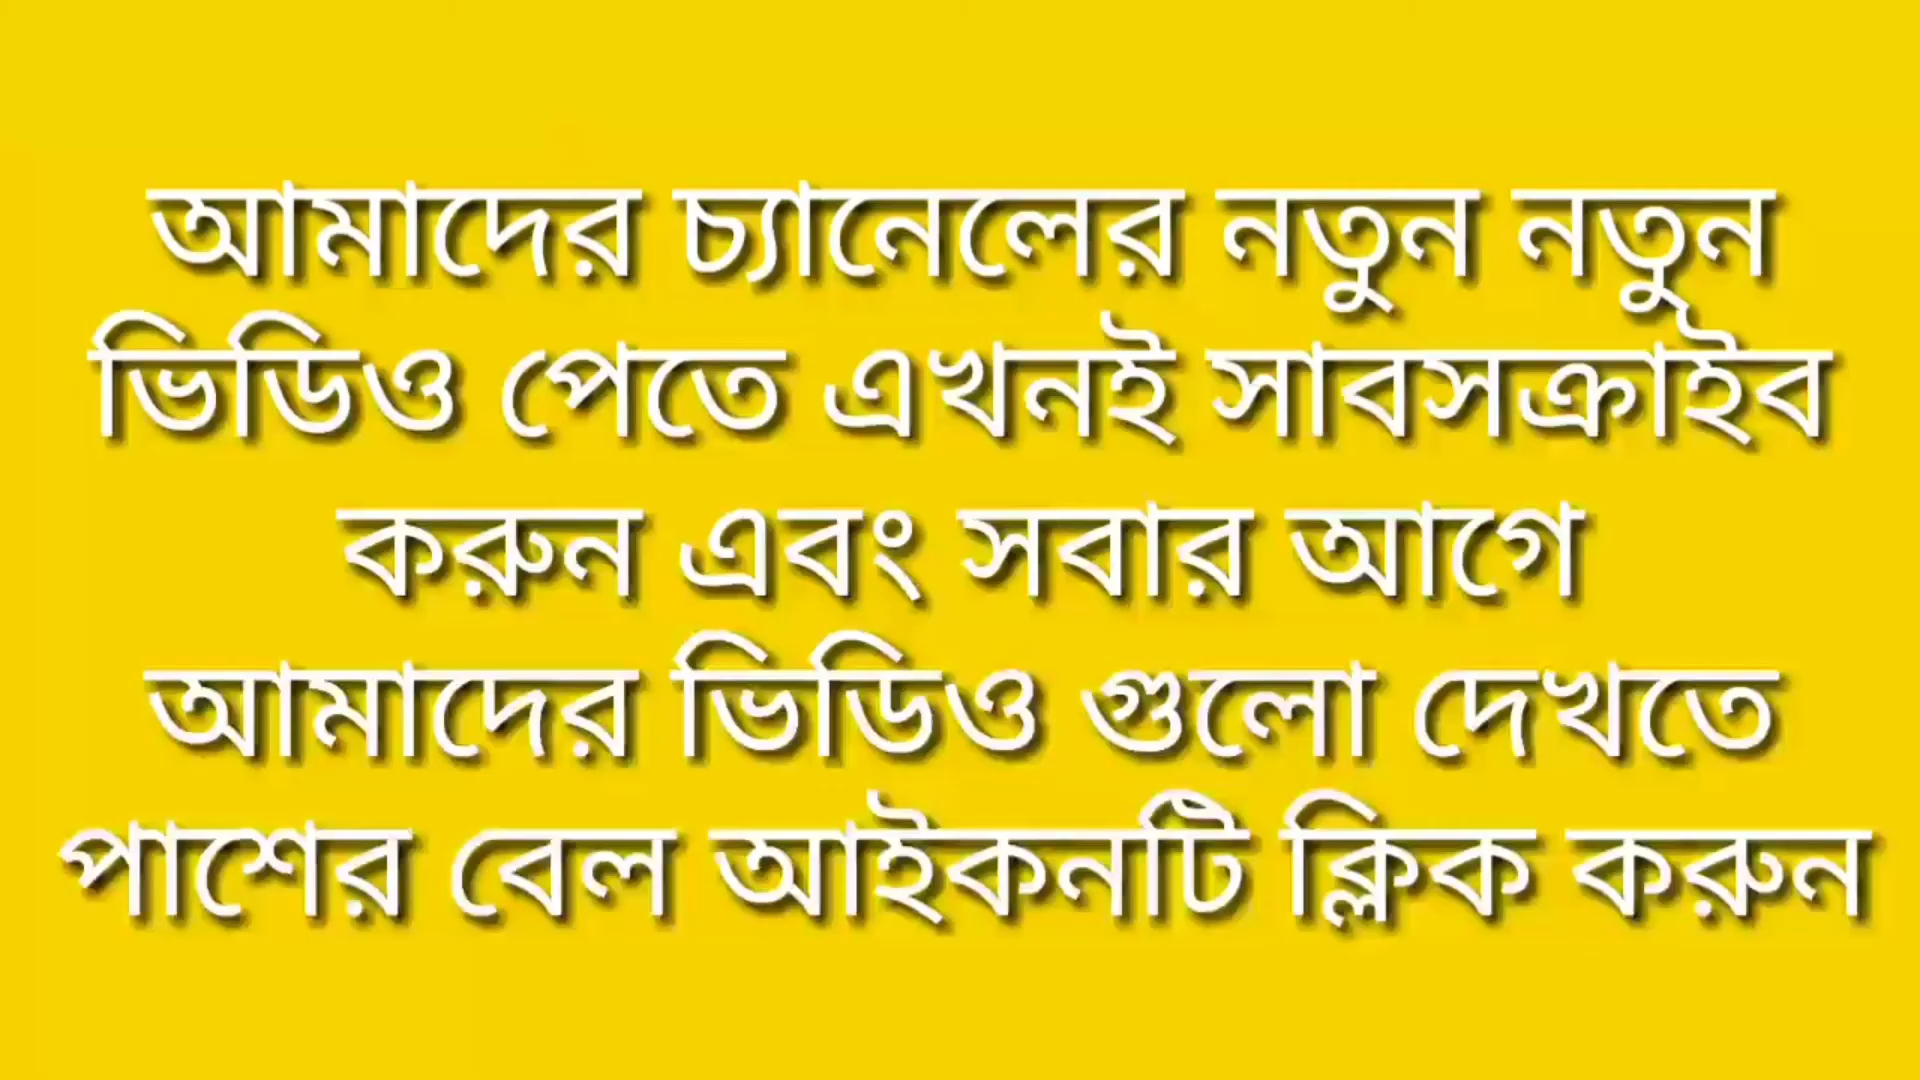 আমাদের চ্যানেলের নতুন নতুন
ভিডিও পেতে এখনই সাবসক্রাইব
করুন এবং সবার আগে
আমাদের ভিডিও গুলো দেখতে
পাশের বেল আইকনটি ক্লিক করুন